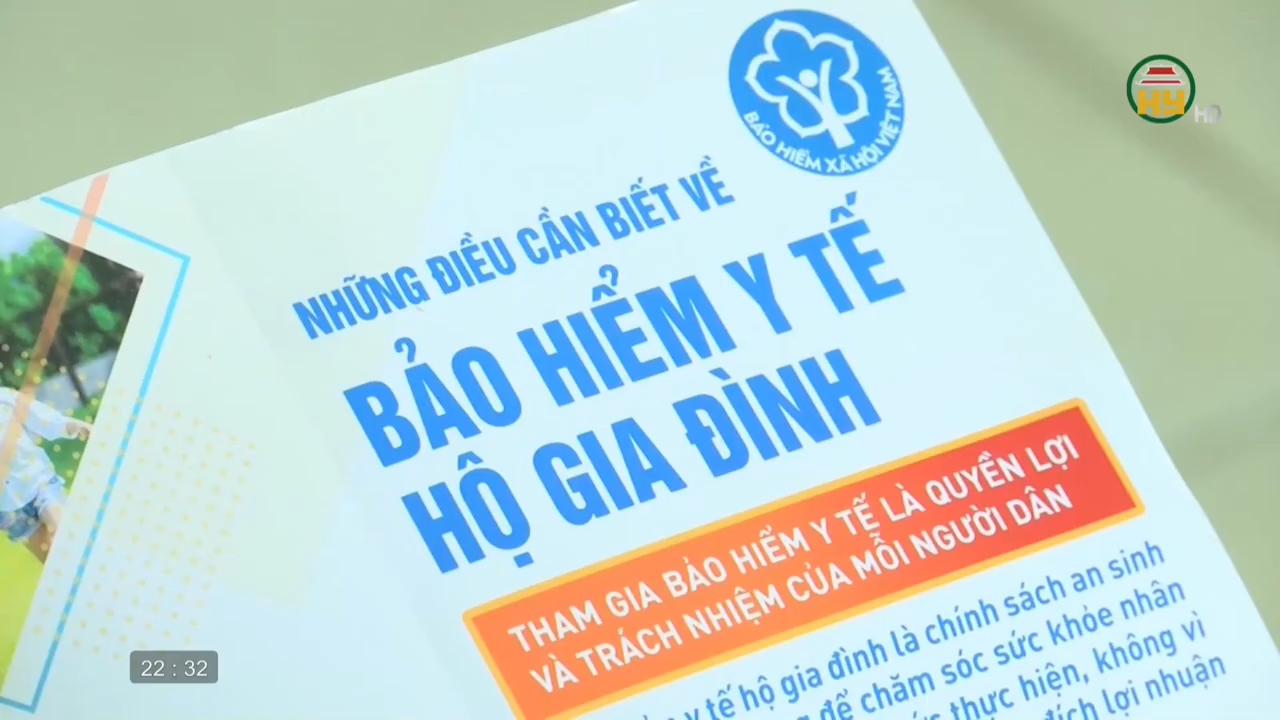 BẢO HIỂM XÃ HỘI VIỆT NAM
HY
HD
NHỮNG ĐIỀU CẦN BIẾT VỀ
BẢO HIỂM Y TẾ
HỘ GIA ĐÌNH
THAM GIA BẢO HIỂM Y TẾ LÀ QUYỀN LỢI
VÀ TRÁCH NHIỆM CỦA MỖI NGƯỜI DÂN
y tế hộ gia đình là chính sách an sinh
để chăm sóc sức khỏe nhân
thực hiện, không vì
đích lợi nhuận
22 : 32